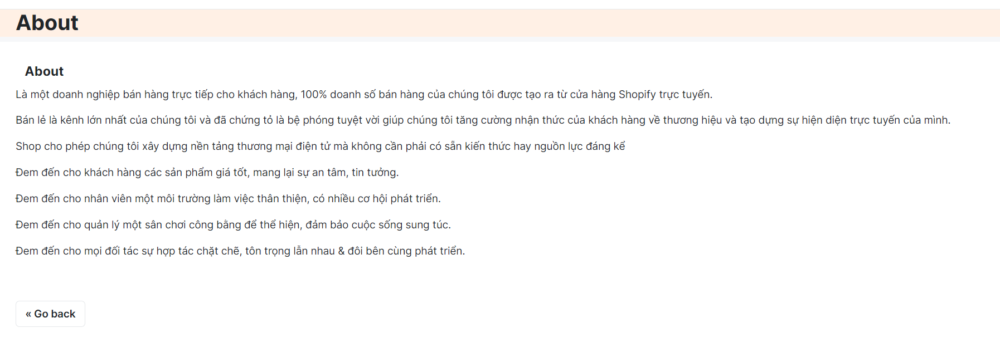 About
About
Là một doanh nghiệp bán hàng trực tiếp cho khách hàng, 100% doanh số bán hàng của chúng tôi được tạo ra từ cửa hàng Shopify trực tuyến.
Bán lẻ là kênh lớn nhất của chúng tôi và đã chứng tỏ là bệ phóng tuyệt vời giúp chúng tôi tăng cường nhận thức của khách hàng về thương hiệu và tạo dựng sự hiện diện trực tuyến của mình.
Shop cho phép chúng tôi xây dựng nền tảng thương mại điện tử mà không cần phải có sẵn kiến thức hay nguồn lực đáng kể
Đem đến cho khách hàng các sản phẩm giá tốt, mang lại sự an tâm, tin tưởng.
Đem đến cho nhân viên một môi trường làm việc thân thiện, có nhiều cơ hội phát triển.
Đem đến cho quản lý một sân chơi công bằng để thể hiện, đảm bảo cuộc sống sung túc.
Đem đến cho mọi đối tác sự hợp tác chặt chẽ, tôn trọng lẫn nhau & đôi bên cùng phát triển.
« Go back